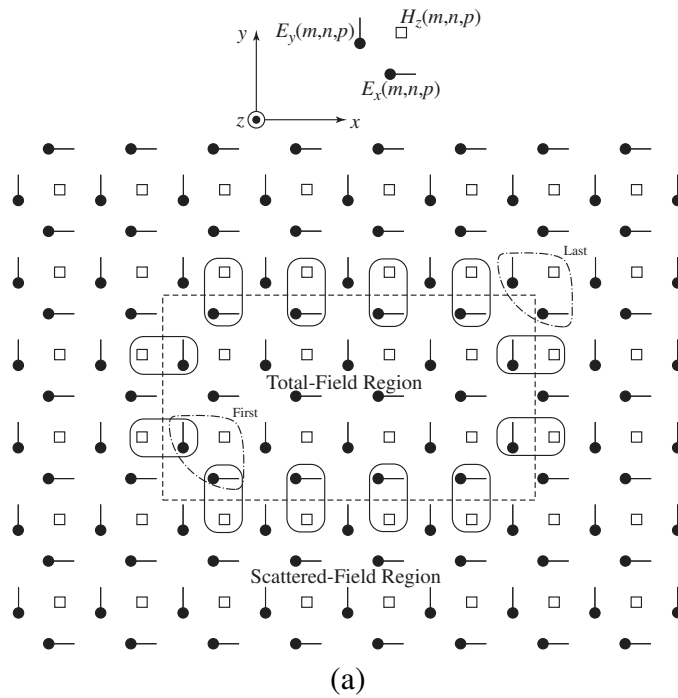 E_y(m,n,p)
H_z(m,n,p)
y
E_x(m,n,p)
z
x
Last
Total-Field Region
First
Scattered-Field Region
(a)